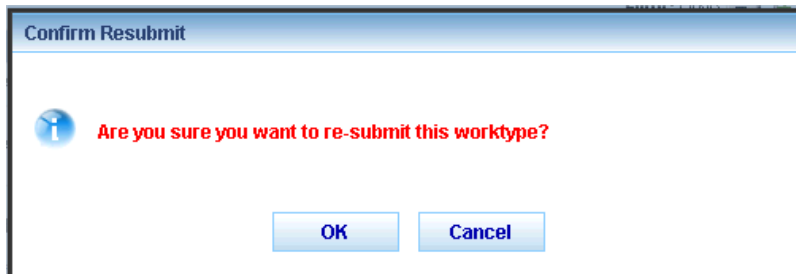 Confirm Resubmit
Are you sure you want to re-submit this worktype?
OK
Cancel